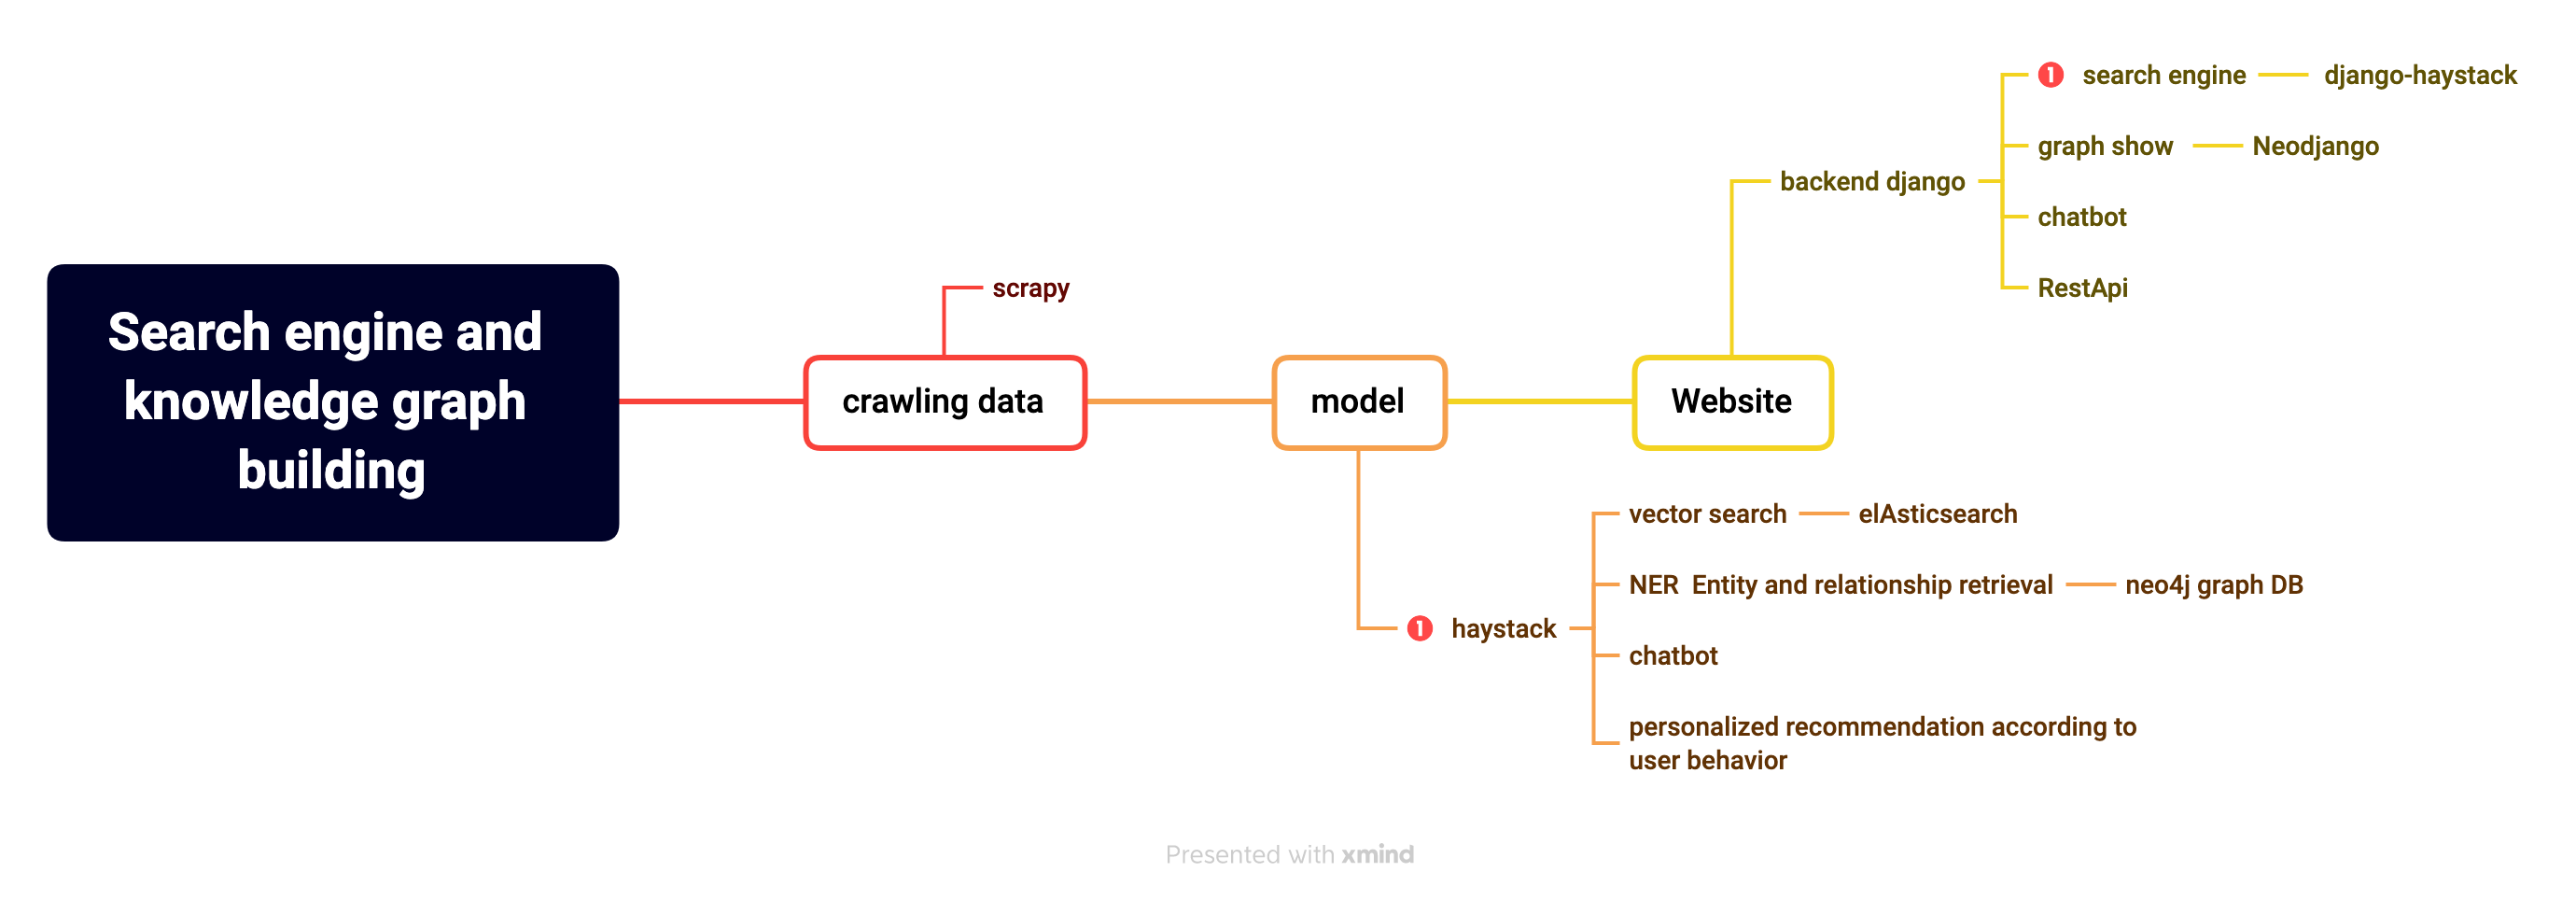 Search engine and
knowledge graph
building
crawling data
scrapy
model
1 haystack
vector search
elAsticsearch
NER  Entity and relationship retrieval
neo4j graph DB
chatbot
personalized recommendation according to
user behavior
Website
backend django
1 search engine
django-haystack
graph show
Neodjango
chatbot
RestApi
Presented with xmind